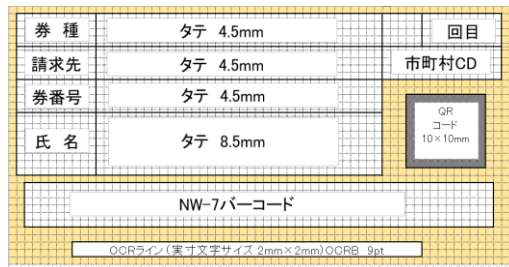 券 種 タテ 4.5mm 回目
請求先 タテ 4.5mm 市町村CD
券番号 タテ 4.5mm
氏 名 タテ 8.5mm
QR
コード
10×10mm
NW-7バーコード
OCRライン(実寸文字サイズ 2mm×2mm)OCRB 9pt